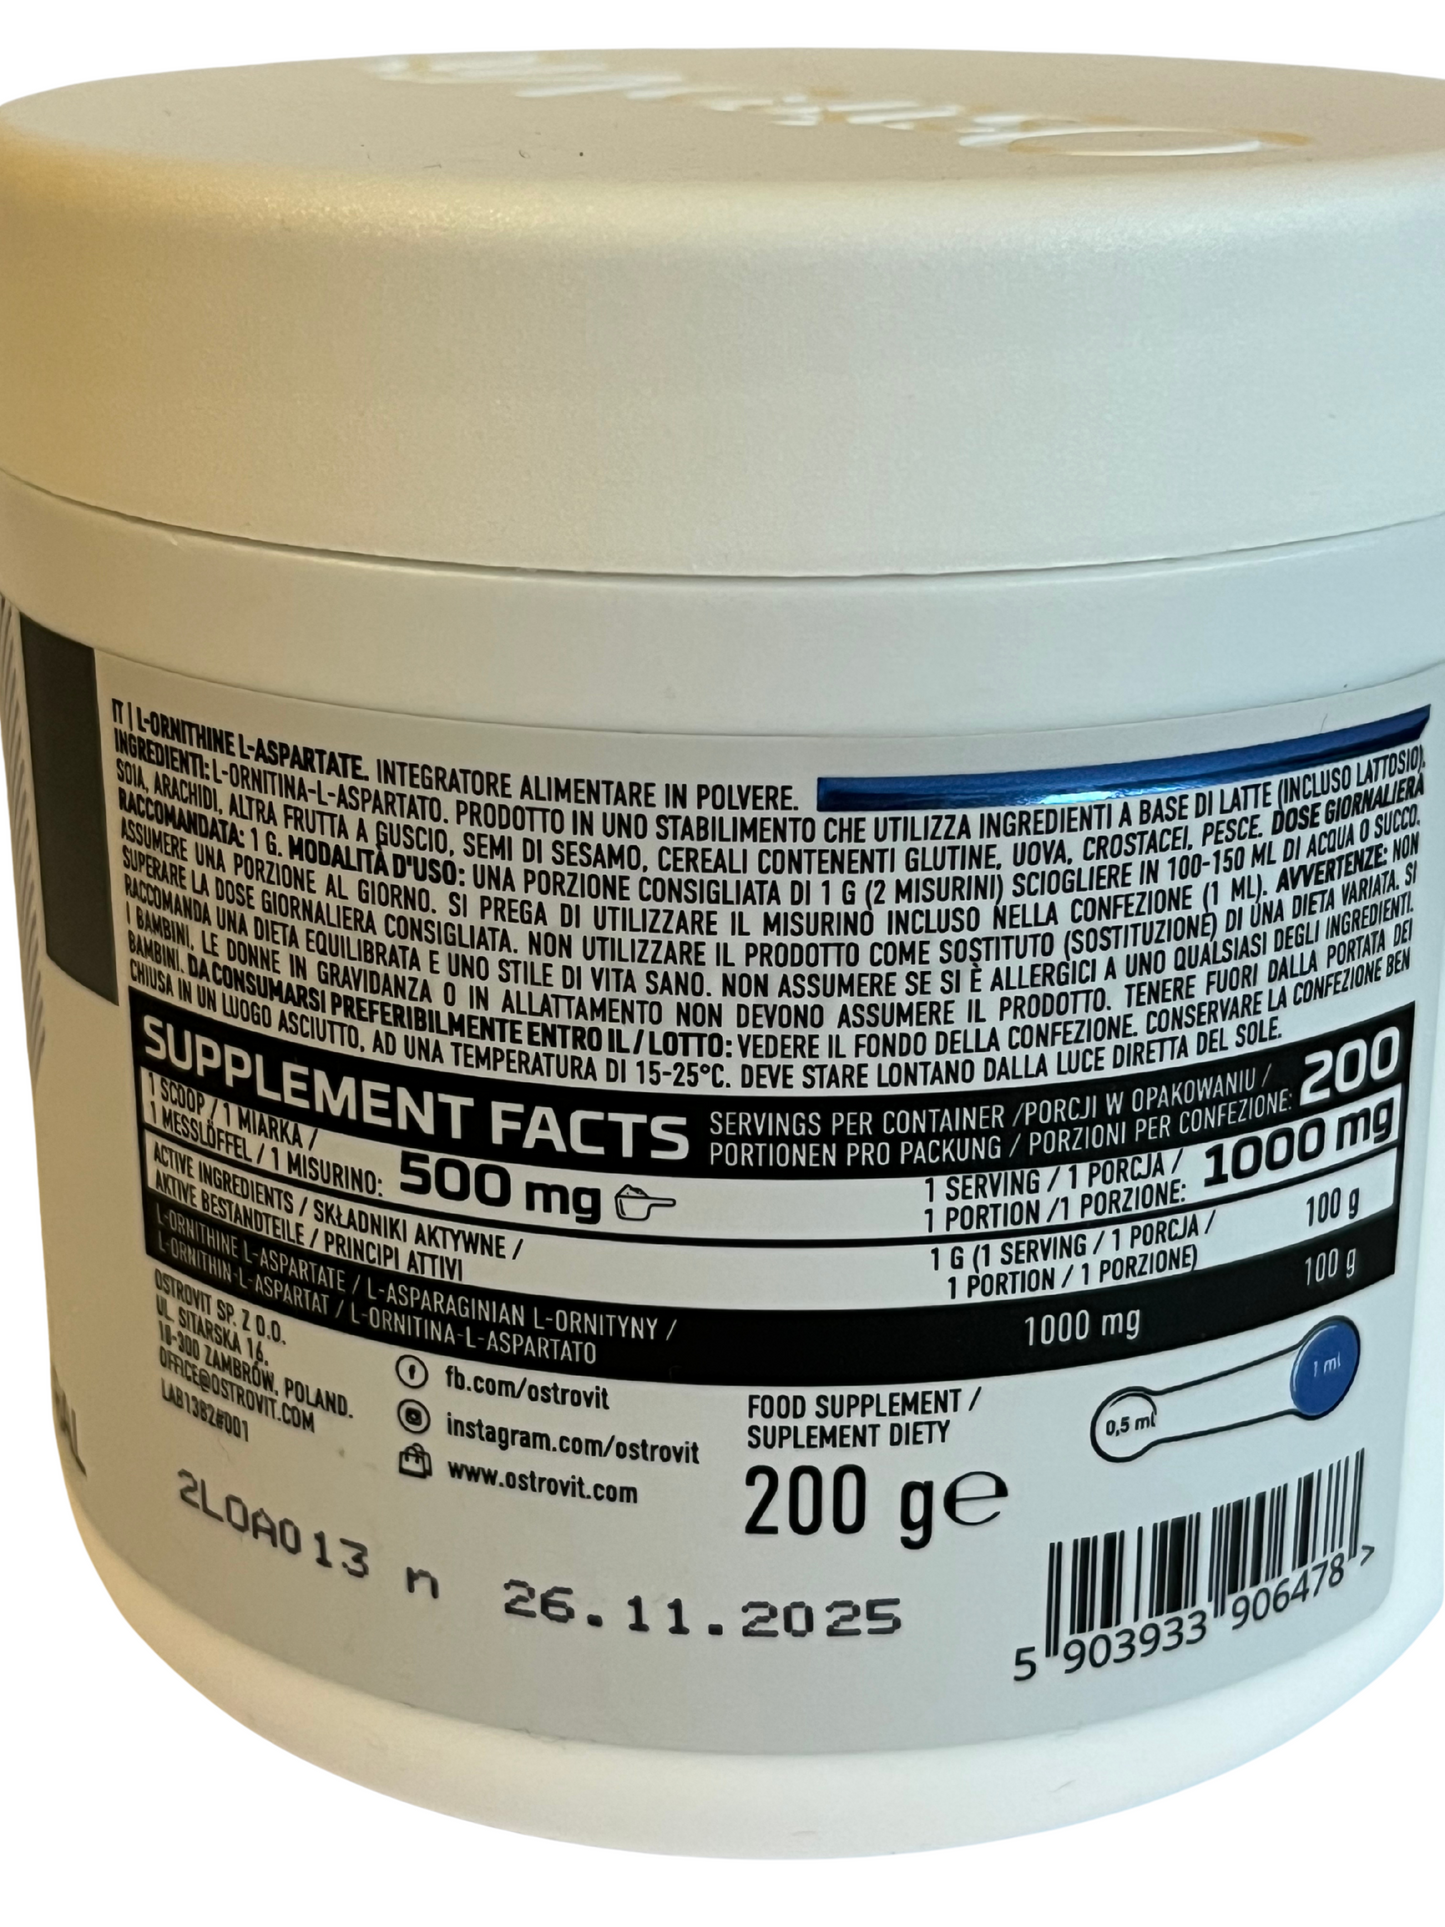 IT | L-ORNITHINE L-ASPARTATE. INTEGRATORE ALIMENTARE IN POLVERE.
INGREDIENTI: L-ORNITINA-L-ASPARTATO. PRODOTTO IN UNO STABILIMENTO CHE UTILIZZA INGREDIENTI A BASE DI LATTE (INCLUSO LATTOSIO),
SOIA, ARACHIDI, ALTRA FRUTTA A GUSCIO, SEMI DI SESAMO, CEREALI CONTENENTI GLUTINE, UOVA, CROSTACEI, PESCE. DOSE GIORNALIERA
RACCOMANDATA: 1 G. MODALITÀ D'USO: UNA PORZIONE CONSIGLIATA DI 1 G (2 MISURINI) SCIOGLIERE IN 100-150 ML DI ACQUA O SUCCO.
ASSUMERE UNA PORZIONE AL GIORNO. SI PREGA DI UTILIZZARE IL MISURINO INCLUSO NELLA CONFEZIONE (1 ML). AVVERTENZE: NON
SUPERARE LA DOSE GIORNALIERA CONSIGLIATA. NON UTILIZZARE IL PRODOTTO COME SOSTITUTO (SOSTITUZIONE) DI UNA DIETA VARIATA. SI
RACCOMANDA UNA DIETA EQUILIBRATA E UNO STILE DI VITA SANO. NON ASSUMERE SE SI È ALLERGICI A UNO QUALSIASI DEGLI INGREDIENTI.
I BAMBINI, LE DONNE IN GRAVIDANZA O IN ALLATTAMENTO NON DEVONO ASSUMERE IL PRODOTTO. TENERE FUORI DALLA PORTATA DEI
BAMBINI. DA CONSUMARSI PREFERIBILMENTE ENTRO IL / LOTTO: VEDERE IL FONDO DELLA CONFEZIONE. CONSERVARE LA CONFEZIONE BEN
CHIUSA IN UN LUOGO ASCIUTTO, AD UNA TEMPERATURA DI 15-25°C. DEVE STARE LONTANO DALLA LUCE DIRETTA DEL SOLE.
SUPPLEMENT FACTS
SERVINGS PER CONTAINER /PORCJI W OPAKOWANIU /
PORTIONEN PRO PACKUNG / PORZIONI PER CONFEZIONE: 200
1 SCOOP / 1 MIARKA /
1 MESSLÖFFEL / 1 MISURINO: 500 mg
1 SERVING / 1 PORCJA /
1 PORTION /1 PORZIONE: 1000 mg
ACTIVE INGREDIENTS / SKŁADNIKI AKTYWNE /
AKTIVE BESTANDTEILE / PRINCIPI ATTIVI
1 G (1 SERVING / 1 PORCJA /
1 PORTION / 1 PORZIONE)
100 g
L-ORNITHINE L-ASPARTATE / L-ASPARAGINIAN L-ORNITYNY /
L-ORNITHIN-L-ASPARTAT / L-ORNITINA-L-ASPARTATO
1000 mg
100 g
OSTROVIT SP. Z O.O.
UL. SITARSKA 16.
18-300 ZAMBRÓW, POLAND.
OFFICE@OSTROVIT.COM
LAB1382#001
fb.com/ostrovit
instagram.com/ostrovit
www.ostrovit.com
FOOD SUPPLEMENT /
SUPLEMENT DIETY
200 g e
0,5 ml
1 ml
2LOA013 n 26.11.2025
5 903933 906478 >